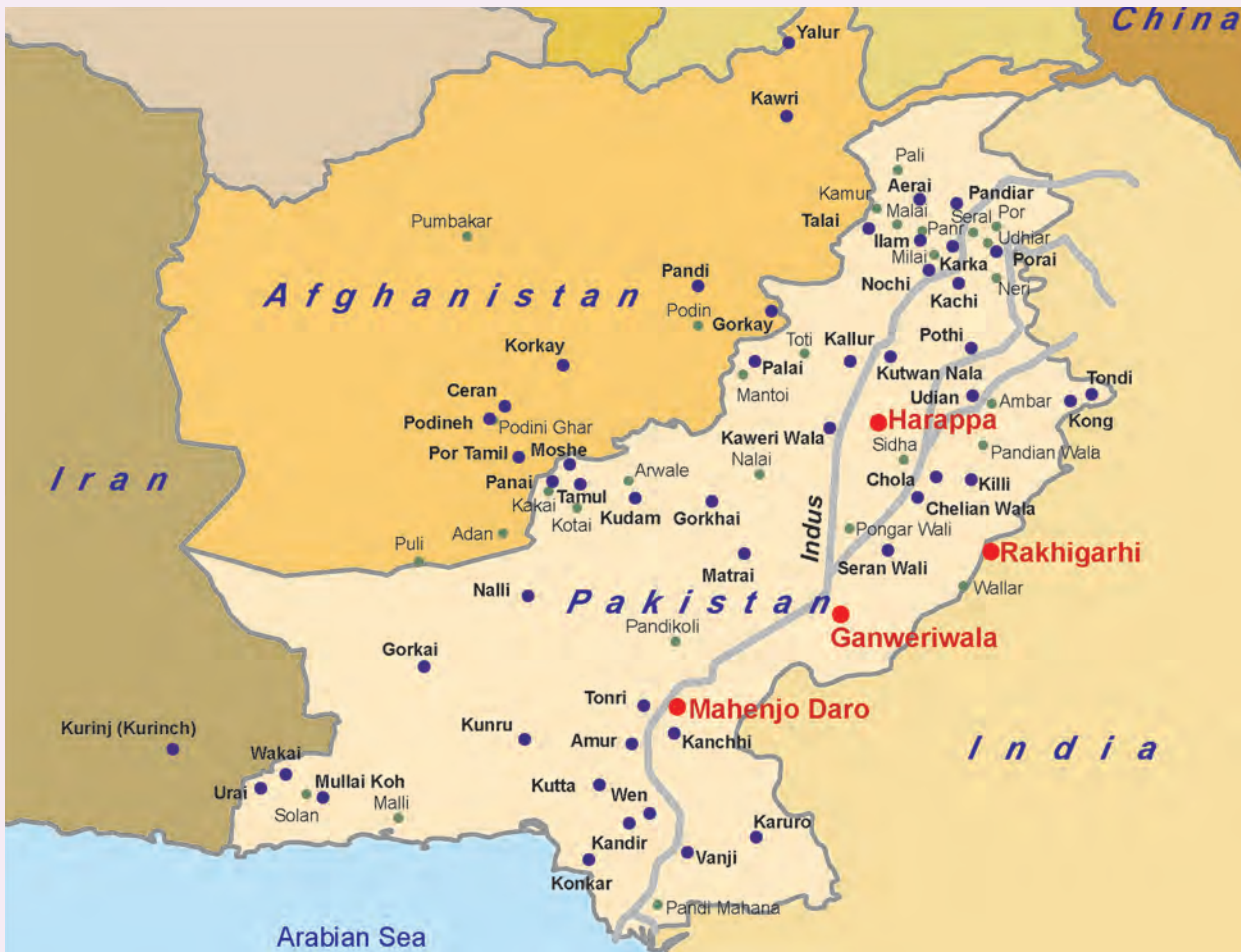 China
Yalur
Kawri
Pali
Aerai
Pandiar
Kamur
Malai
Seral
Por
Talai
Panr
Udhiar
Ilam
Milai
Karka
Porai
Pumbakar
Nochi
Kachi
Neri
Pandi
Afghanistan
Podin
Gorkay
Toti
Kallur
Pothi
Korkay
Palai
Kutwan Nala
Mantoi
Tondi
Ceran
Udian
Ambar
Kong
Podineh
Podini Ghar
Harappa
Kaweri Wala
Sidha
Pandian Wala
Por Tamil
Moshe
Arwale
Nalai
Iran
Panai
Chola
Killi
Kakai
Tamul
Kudam
Gorkhai
Chelian Wala
Kotai
Indus
Adan
Pongar Wali
Puli
Rakhigarhi
Matrai
Seran Wali
Nalli
Pakistan
Wallar
Pandikoli
Ganweriwala
Gorkai
Tonri
Mahenjo Daro
Kurinj (Kurinch)
Kunru
Amur
Kanchhi
India
Wakai
Urai
Mullai Koh
Kutta
Wen
Solan
Malli
Kandir
Karuro
Vanji
Konkar
Pandi Mahana
Arabian Sea